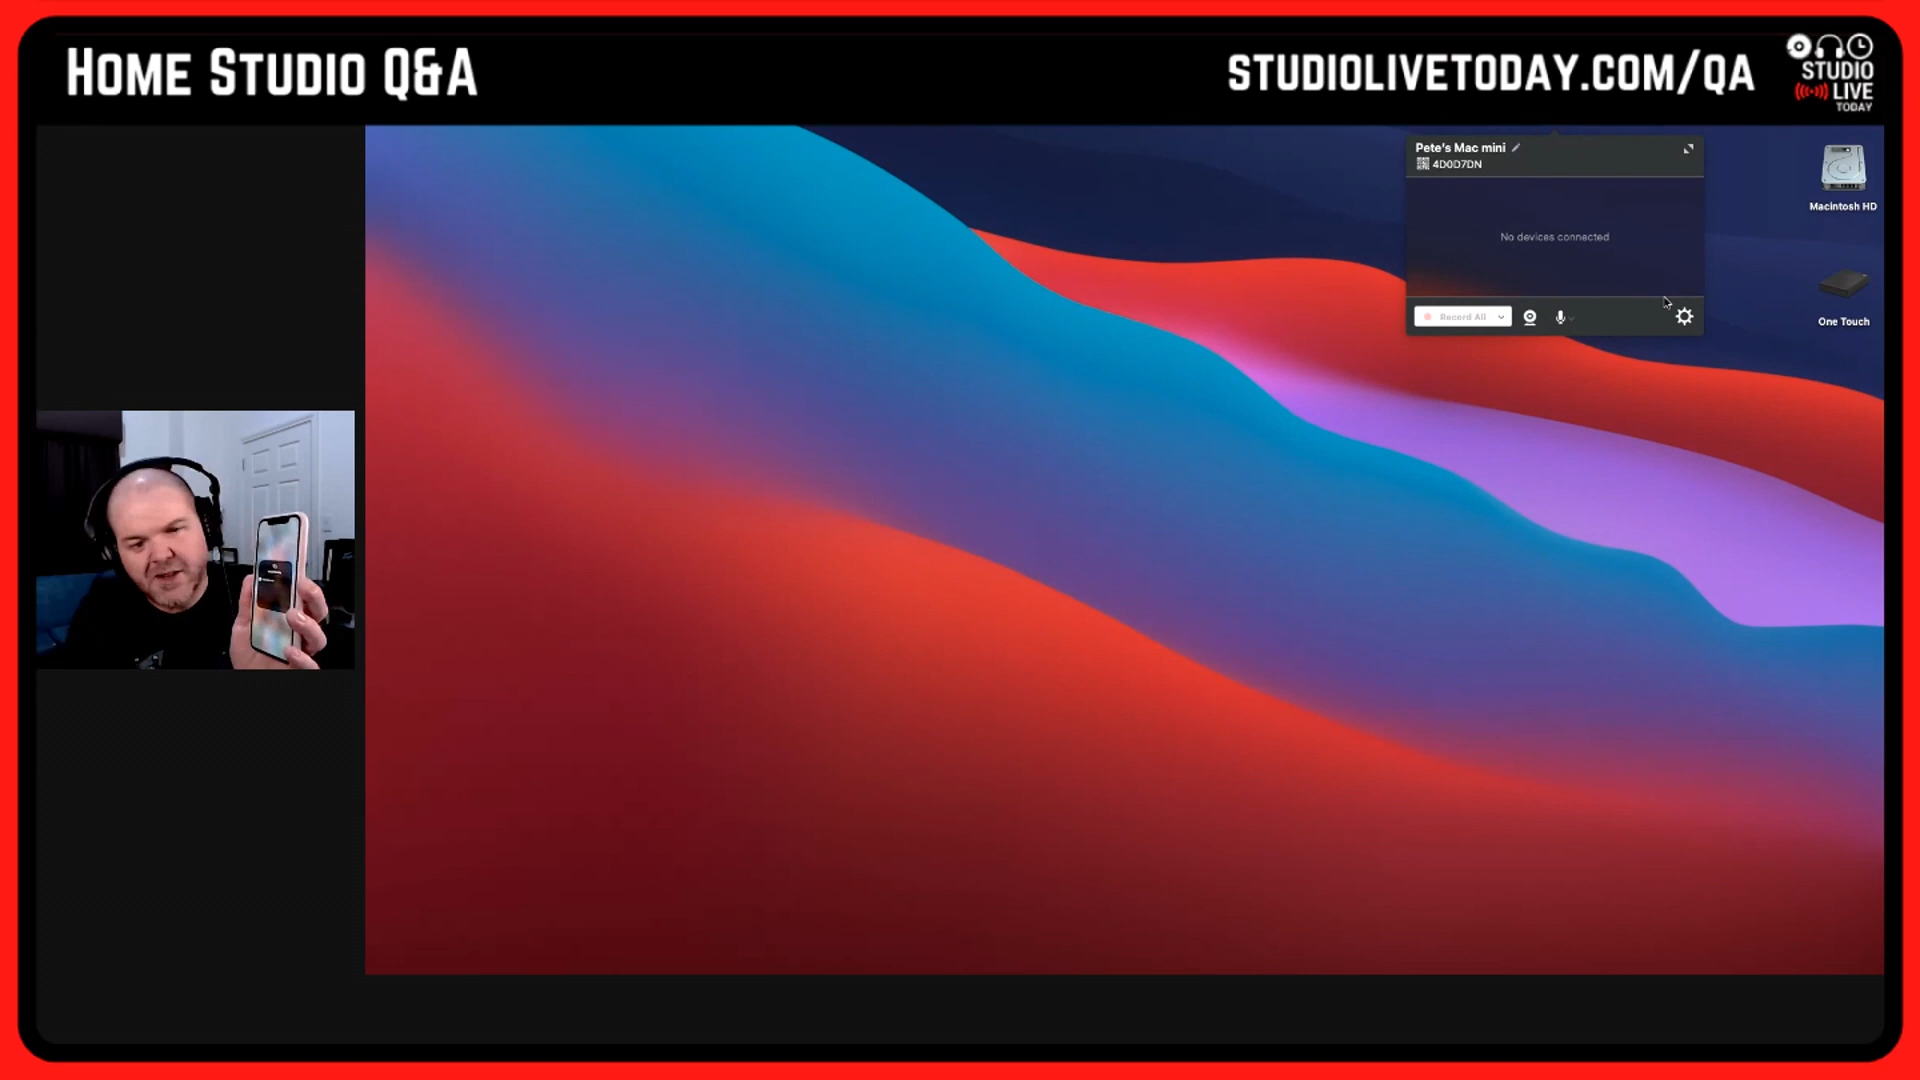 Home Studio Q&A
studiolivetoday.com/QA
STUDIO
LIVE
TODAY
Pete's Mac mini
4D0D7DN
No devices connected
Record All
Macintosh HD
One Touch